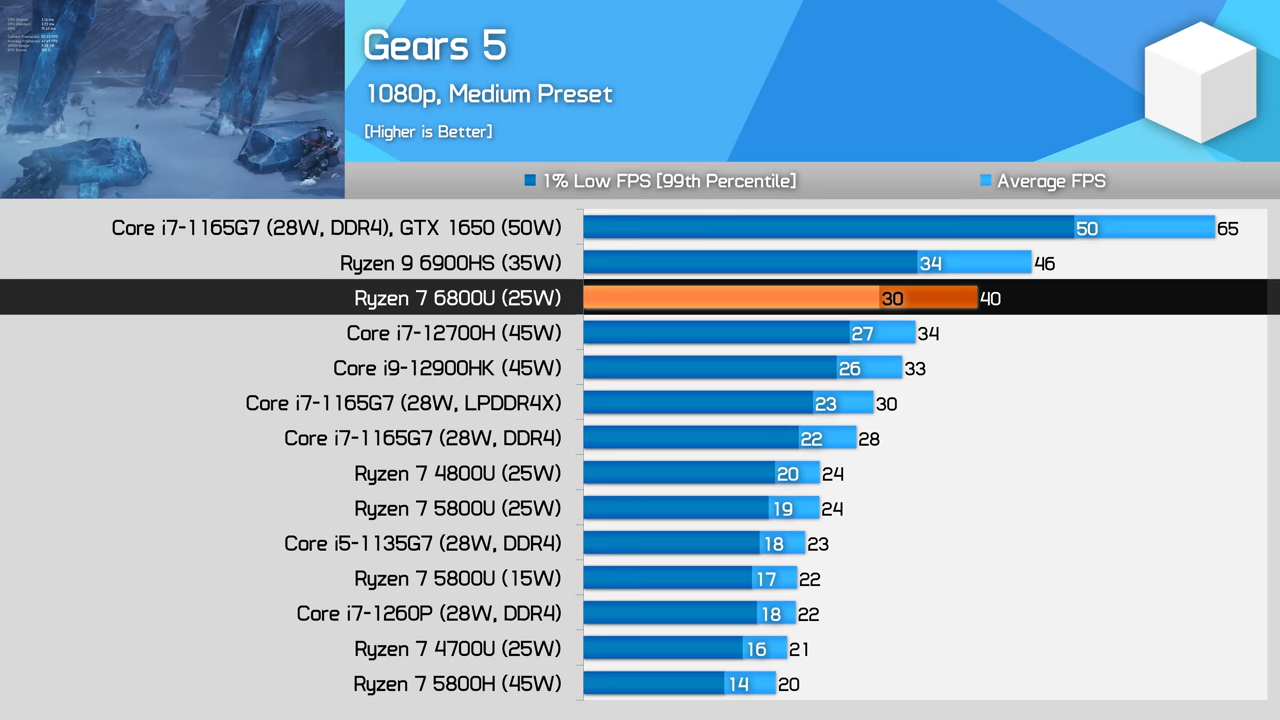 Gears 5
1080p, Medium Preset
[Higher is Better]
1% Low FPS [99th Percentile] Average FPS
Core i7-1165G7 (28W, DDR4), GTX 1650 (50W) 50 65
Ryzen 9 6900HS (35W) 34 46
Ryzen 7 6800U (25W) 30 40
Core i7-12700H (45W) 27 34
Core i9-12900HK (45W) 26 33
Core i7-1165G7 (28W, LPDDR4X) 23 30
Core i7-1165G7 (28W, DDR4) 22 28
Ryzen 7 4800U (25W) 20 24
Ryzen 7 5800U (25W) 19 24
Core i5-1135G7 (28W, DDR4) 18 23
Ryzen 7 5800U (15W) 17 22
Core i7-1260P (28W, DDR4) 18 22
Ryzen 7 4700U (25W) 16 21
Ryzen 7 5800H (45W) 14 20